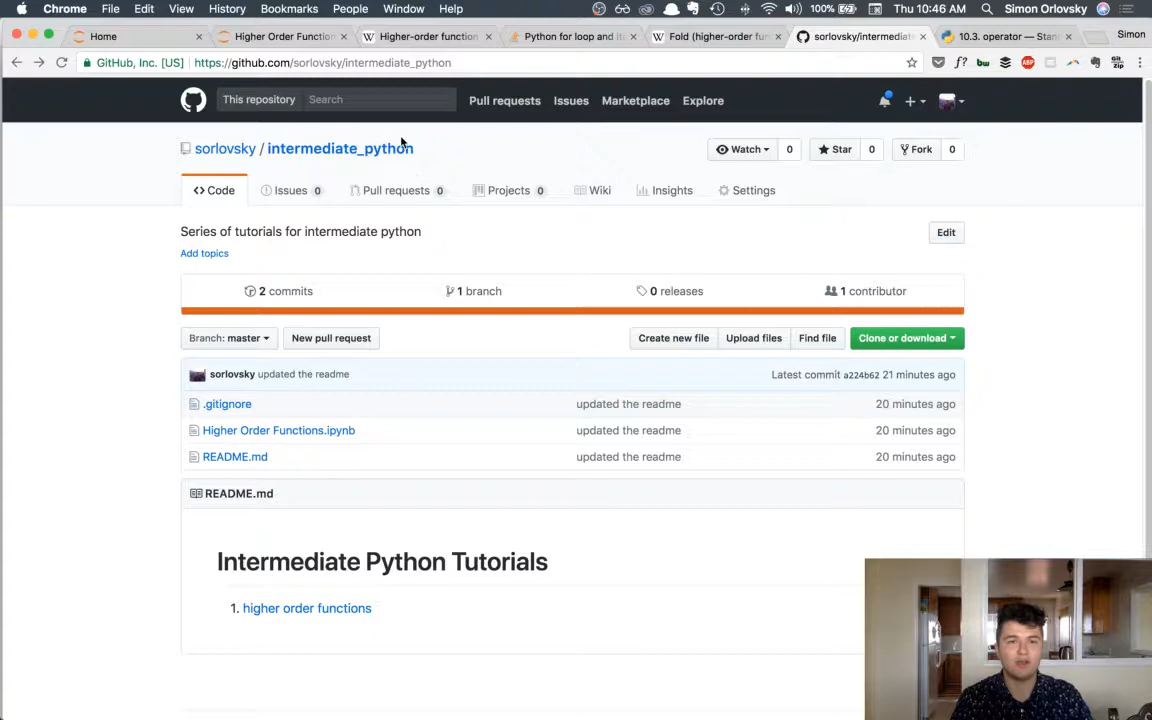 Chrome File Edit View History Bookmarks People Window Help 100% Thu 10:46 AM Simon Orlovsky
Home × Higher Order Function × Higher-order function × Python for loop and it × Fold (higher-order fu × sorlovsky/intermediate × 10.3. operator — Stan × Simon
GitHub, Inc. [US] https://github.com/sorlovsky/intermediate_python
This repository Search Pull requests Issues Marketplace Explore
sorlovsky / intermediate_python Watch 0 Star 0 Fork 0
Code Issues 0 Pull requests 0 Projects 0 Wiki Insights Settings
Series of tutorials for intermediate python Edit
Add topics
2 commits 1 branch 0 releases 1 contributor
Branch: master New pull request Create new file Upload files Find file Clone or download
sorlovsky updated the readme Latest commit a224b62 21 minutes ago
.gitignore updated the readme 20 minutes ago
Higher Order Functions.ipynb updated the readme 20 minutes ago
README.md updated the readme 20 minutes ago
README.md
Intermediate Python Tutorials
1. higher order functions